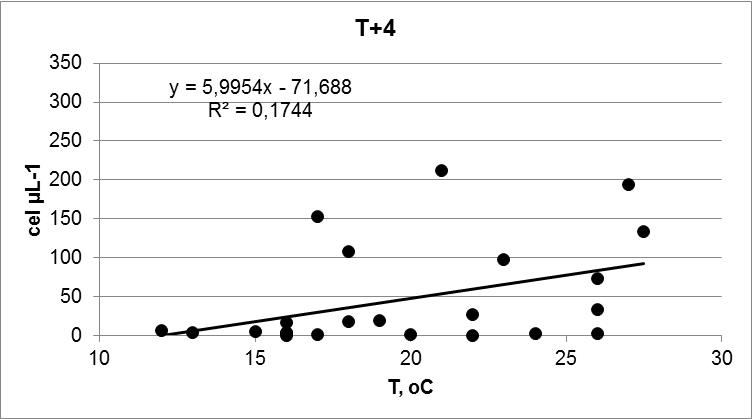 T+4
350
y = 5,9954x - 71,688
R² = 0,1744
300
250
200
150
100
50
0
cel µL-1
10 15 20 25 30
T, oC